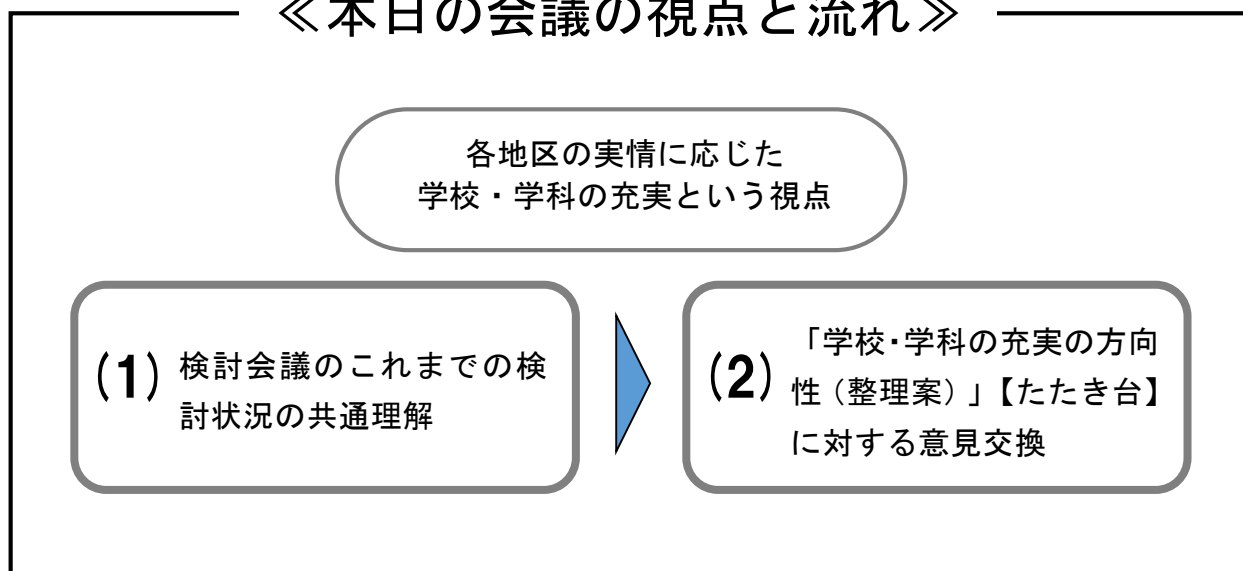 ≪本日の会議の視点と流れ≫
各地区の実情に応じた
学校・学科の充実という視点
(1) 検討会議のこれまでの検
討状況の共通理解
(2) 「学校・学科の充実の方向
性（整理案）」【たたき台】
に対する意見交換